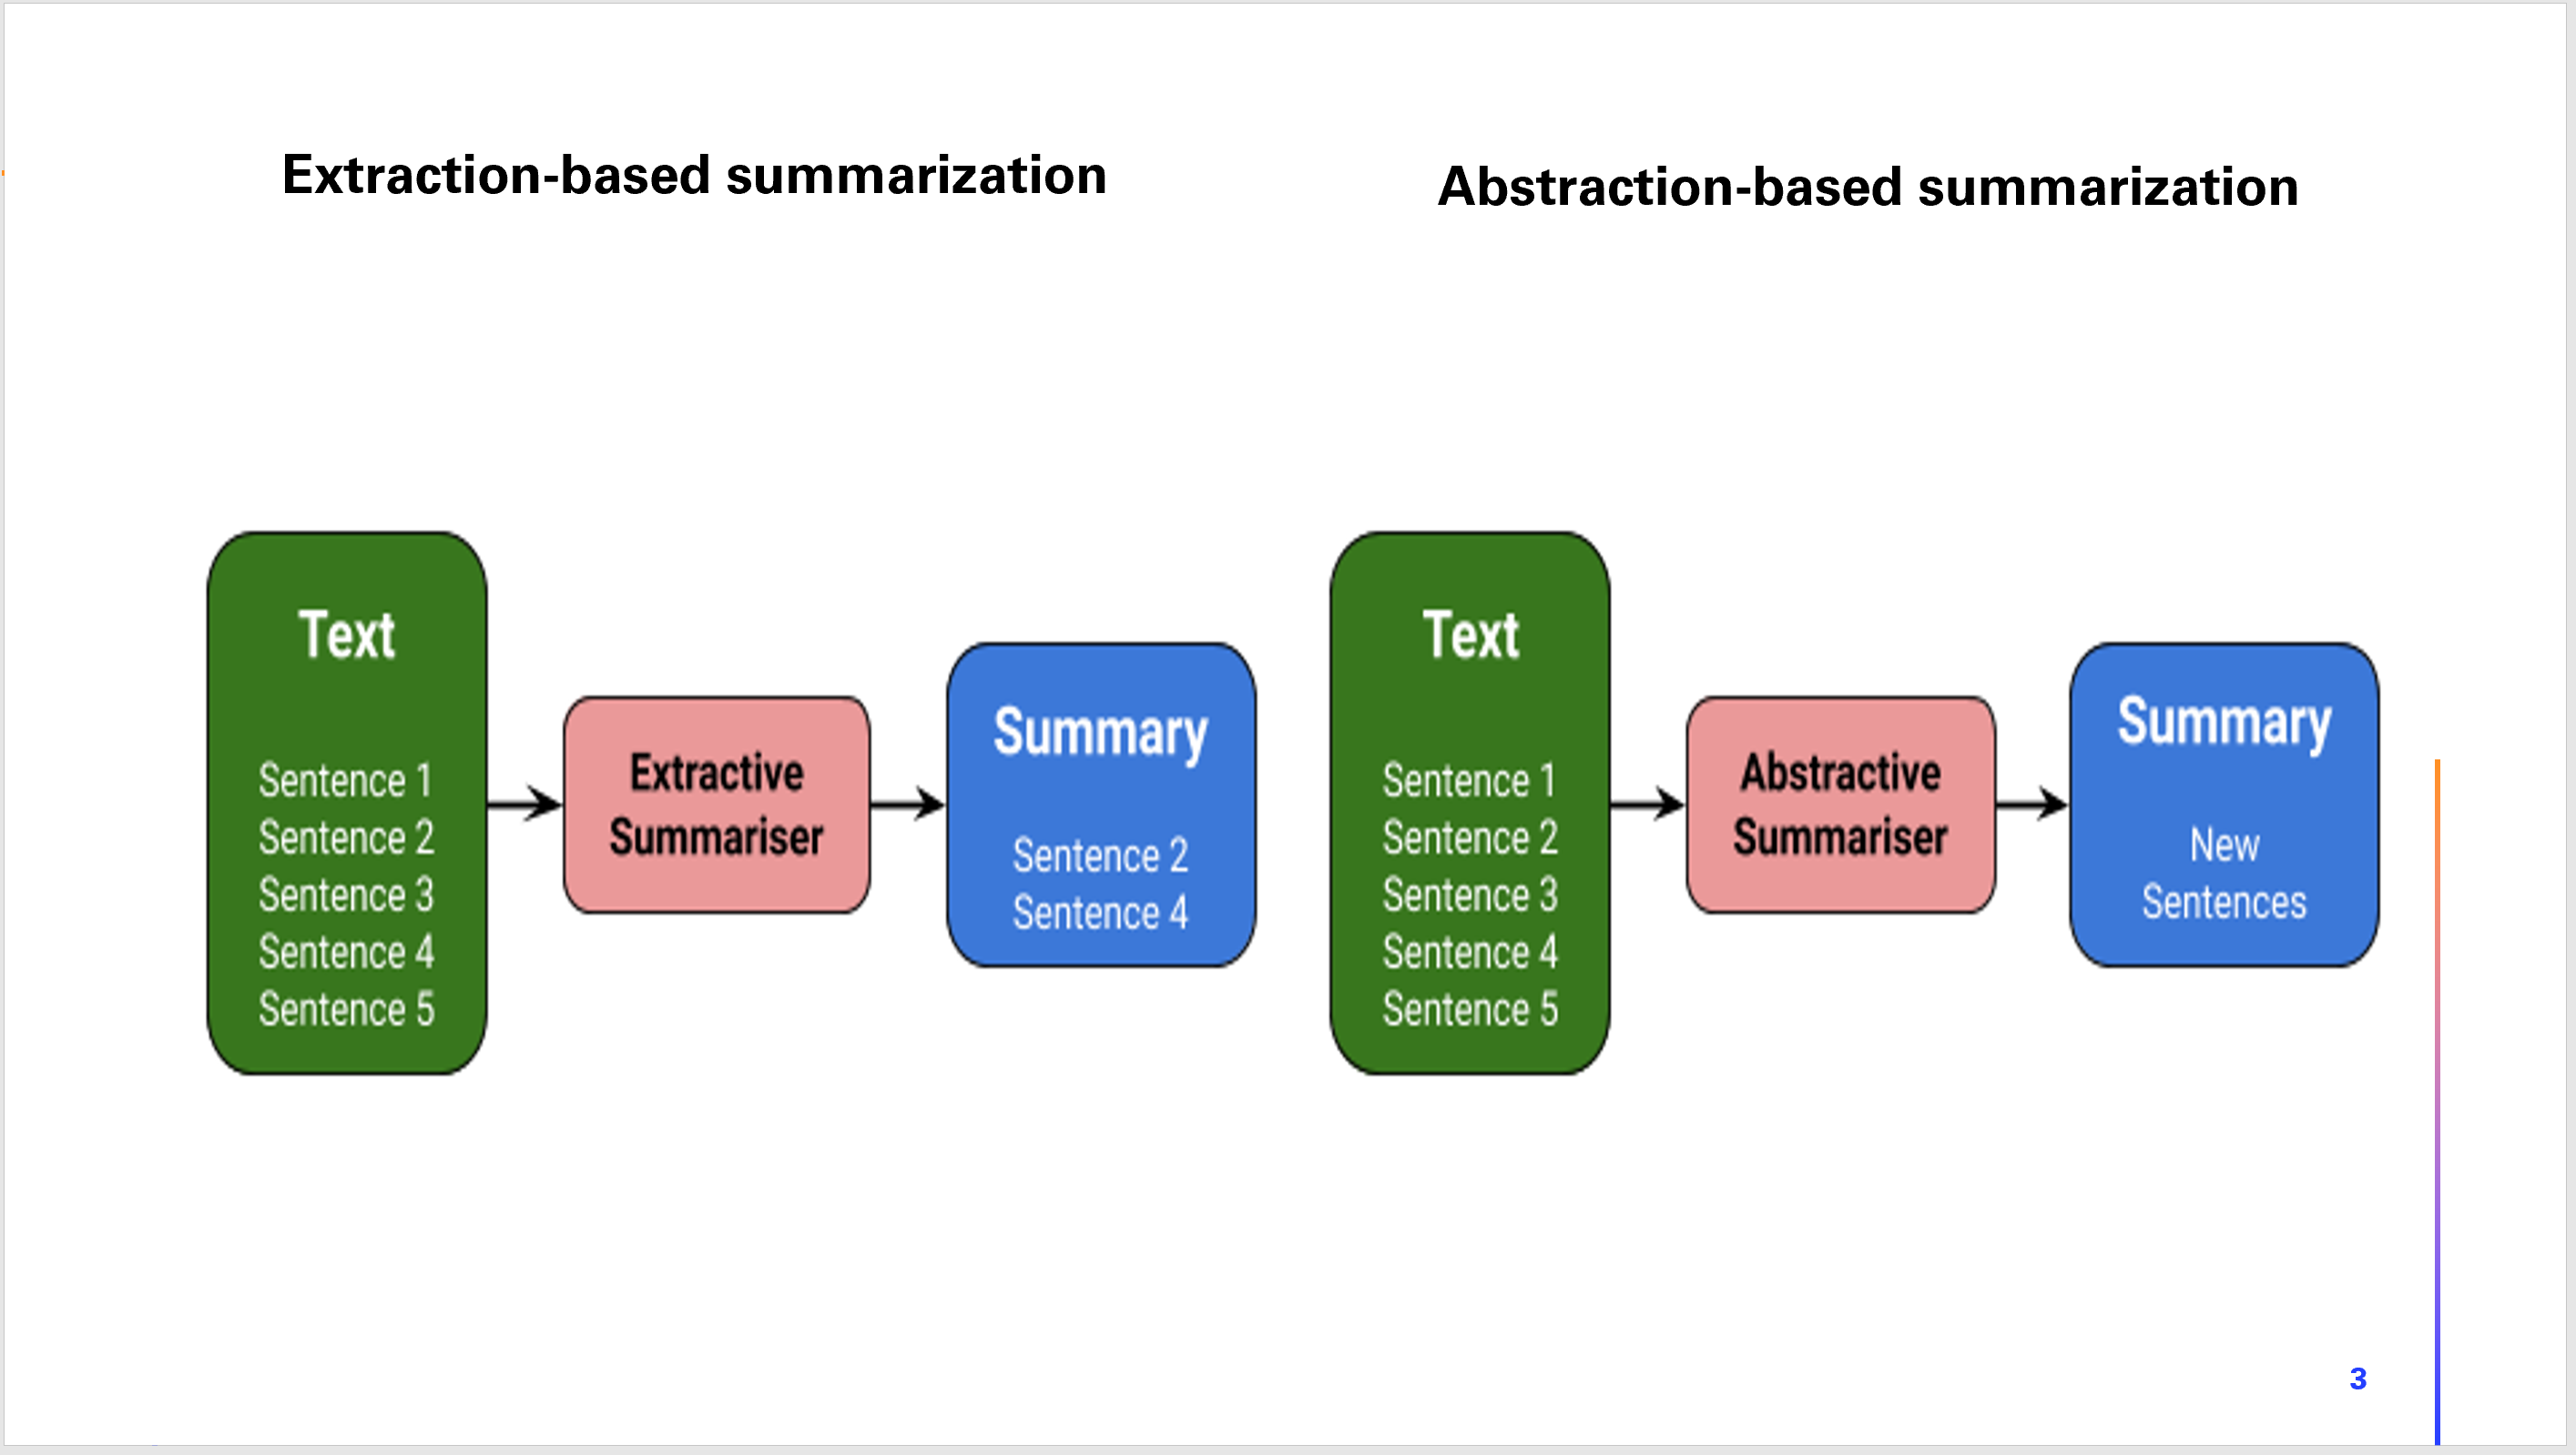 Extraction-based summarization
Abstraction-based summarization
Text
Sentence 1
Sentence 2
Sentence 3
Sentence 4
Sentence 5
Extractive
Summariser
Summary
Sentence 2
Sentence 4
Text
Sentence 1
Sentence 2
Sentence 3
Sentence 4
Sentence 5
Abstractive
Summariser
Summary
New
Sentences
3